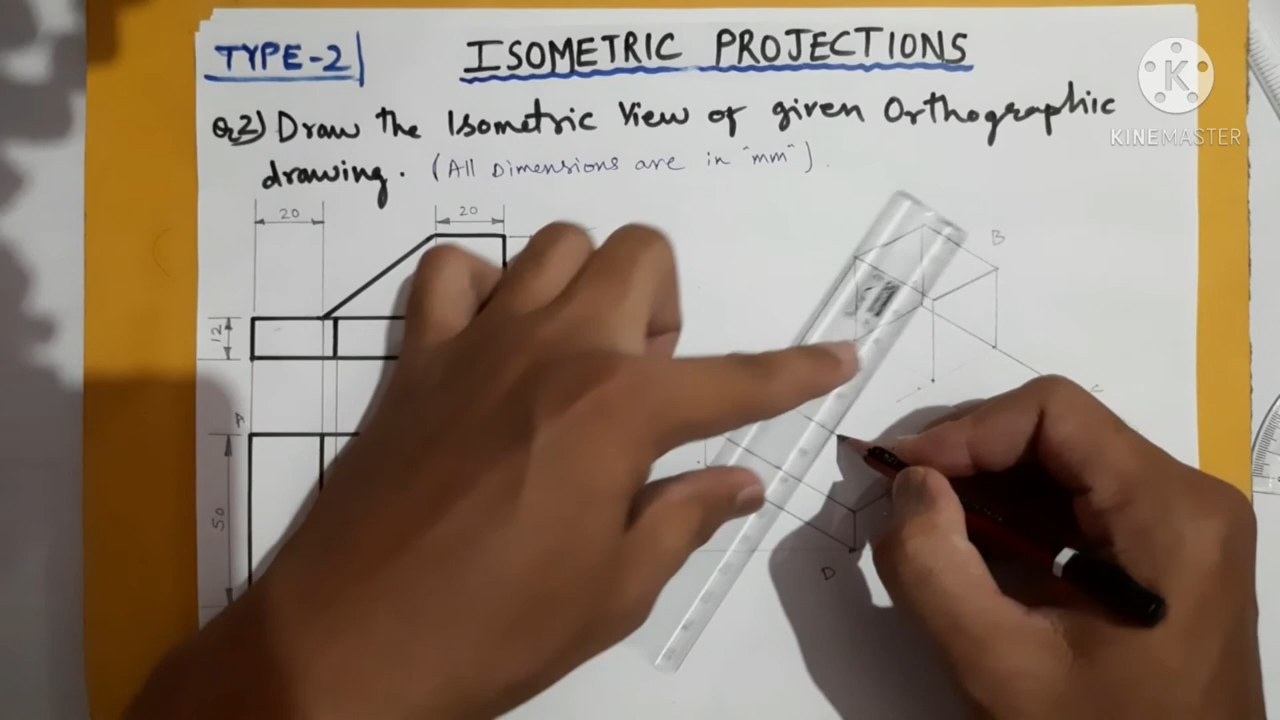 TYPE-2
ISOMETRIC PROJECTIONS
Q2) Draw the Isometric View of given Orthographic
drawing. (All Dimensions are in "mm").
K
KINEMASTER
20
20
B
12
C
50
D